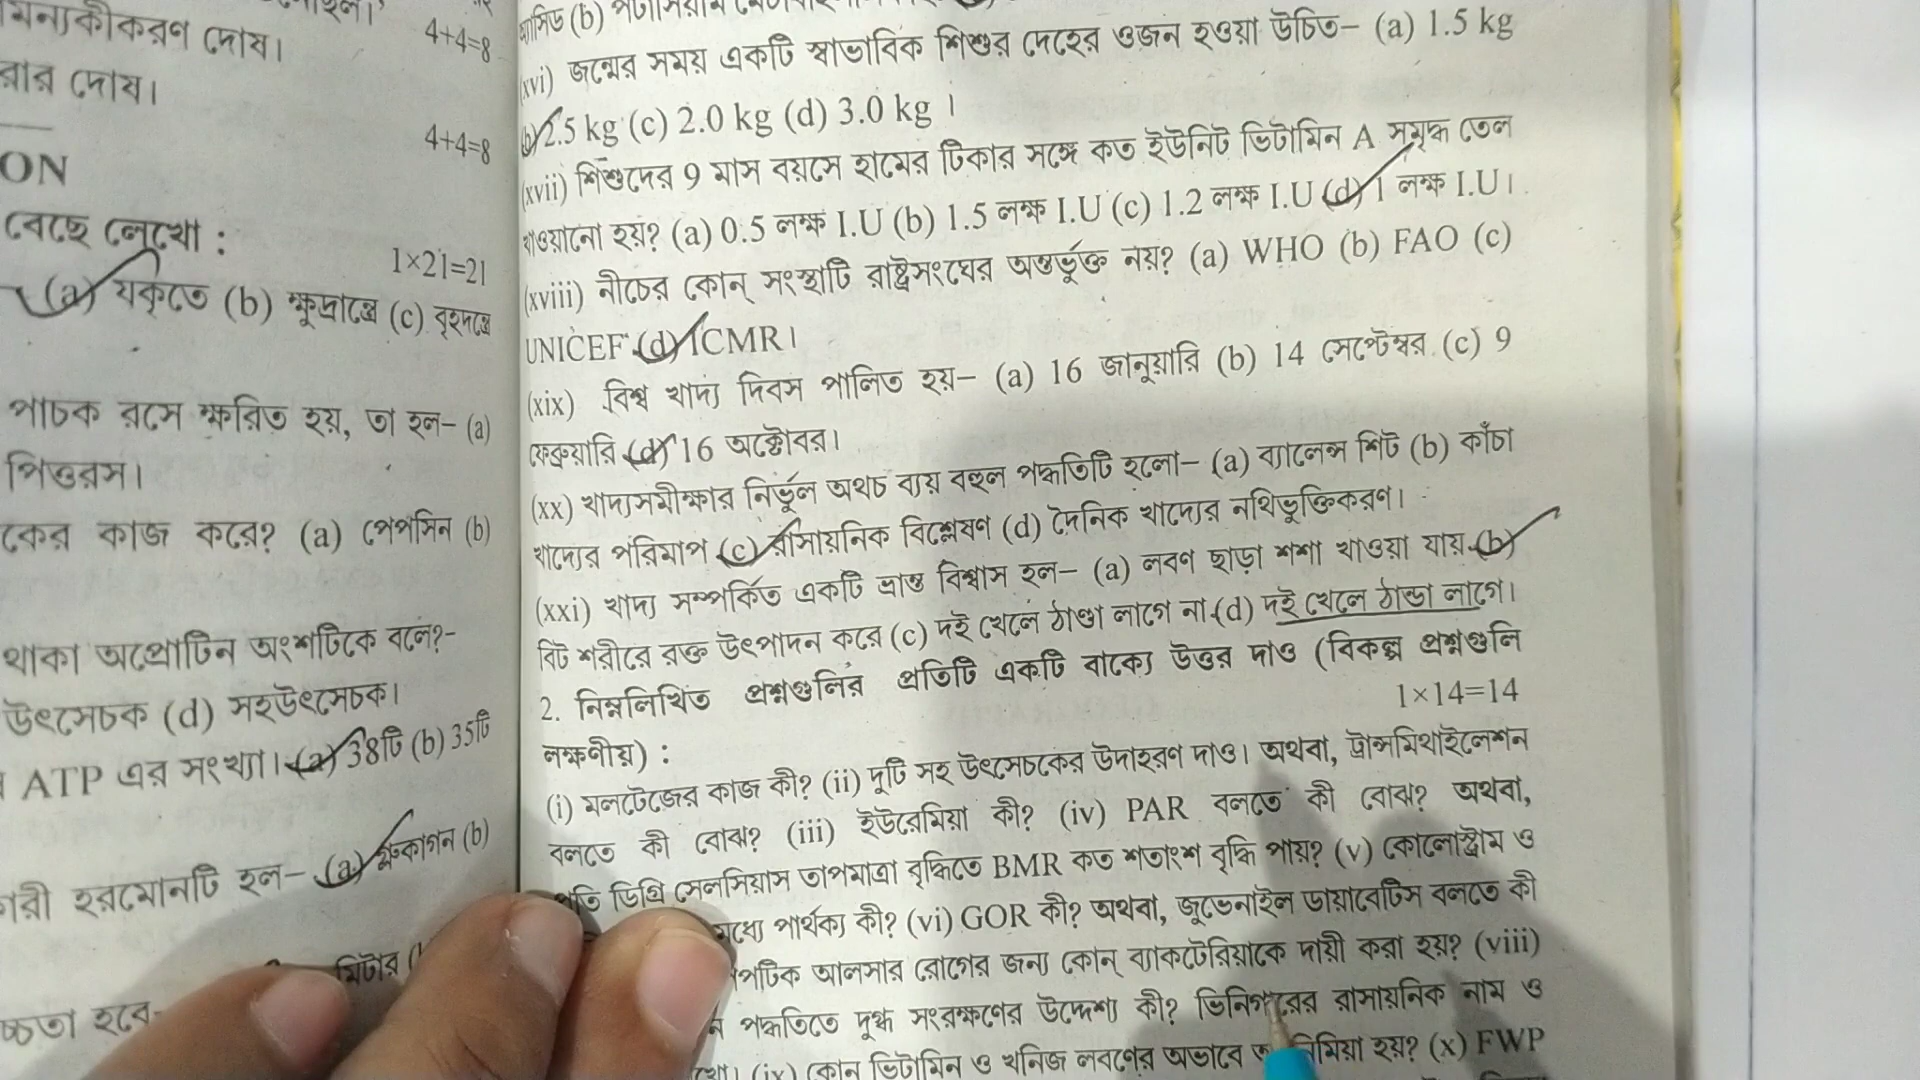 মন্যকীকরণ দোষ।
4+4=8
রার দোষ।
4+4=8
ON
বেছে লেখো :
1×21=21
(a) যকৃতে (b) ক্ষুদ্রান্ত্রে (c) বৃহদন্ত্রে
পাচক রসে ক্ষরিত হয়, তা হল– (a)
পিত্তরস।
কের কাজ করে? (a) পেপসিন (b)
থাকা অপ্রোটিন অংশটিকে বলে?-
উৎসেচক (d) সহউৎসেচক।
ATP এর সংখ্যা। (a) 38টি (b) 35টি
হরমোনটি হল– (a) গ্লুকাগন (b)
মিটার
হবে-
(xvi) জন্মের সময় একটি স্বাভাবিক শিশুর দেহের ওজন হওয়া উচিত– (a) 1.5 kg
(b) 2.5 kg (c) 2.0 kg (d) 3.0 kg ।
(xvii) শিশুদের 9 মাস বয়সে হামের টিকার সঙ্গে কত ইউনিট ভিটামিন A সমৃদ্ধ তেল
খাওয়ানো হয়? (a) 0.5 লক্ষ I.U (b) 1.5 লক্ষ I.U (c) 1.2 লক্ষ I.U (d) 1 লক্ষ I.U।
(xviii) নীচের কোন্ সংস্থাটি রাষ্ট্রসংঘের অন্তর্ভুক্ত নয়? (a) WHO (b) FAO (c)
UNICEF (d) ICMR।
(xix) বিশ্ব খাদ্য দিবস পালিত হয়– (a) 16 জানুয়ারি (b) 14 সেপ্টেম্বর (c) 9
ফেব্রুয়ারি (d) 16 অক্টোবর।
(xx) খাদ্যসমীক্ষার নির্ভুল অথচ ব্যয় বহুল পদ্ধতিটি হলো– (a) ব্যালেন্স শিট (b) কাঁচা
খাদ্যের পরিমাপ (c) রাসায়নিক বিশ্লেষণ (d) দৈনিক খাদ্যের নথিভুক্তিকরণ।
(xxi) খাদ্য সম্পর্কিত একটি ভ্রান্ত বিশ্বাস হল– (a) লবণ ছাড়া শশা খাওয়া যায় (b)
বিট শরীরে রক্ত উৎপাদন করে (c) দই খেলে ঠাণ্ডা লাগে না (d) দই খেলে ঠান্ডা লাগে।
2. নিম্নলিখিত প্রশ্নগুলির প্রতিটি একটি বাক্যে উত্তর দাও (বিকল্প প্রশ্নগুলি
লক্ষণীয়) :
1×14=14
(i) মলটেজের কাজ কী? (ii) দুটি সহ উৎসেচকের উদাহরণ দাও। অথবা, ট্রান্সমিথাইলেশন
বলতে কী বোঝ? (iii) ইউরেমিয়া কী? (iv) PAR বলতে কী বোঝ? অথবা,
প্রতি ডিগ্রি সেলসিয়াস তাপমাত্রা বৃদ্ধিতে BMR কত শতাংশ বৃদ্ধি পায়? (v) কোলোস্ট্রাম ও
মধ্যে পার্থক্য কী? (vi) GOR কী? অথবা, জুভেনাইল ডায়াবেটিস বলতে কী
পপটিক আলসার রোগের জন্য কোন্ ব্যাকটেরিয়াকে দায়ী করা হয়? (viii)
পদ্ধতিতে দুগ্ধ সংরক্ষণের উদ্দেশ্য কী? ভিনিগারের রাসায়নিক নাম ও
(ix) কোন ভিটামিন ও খনিজ লবণের অভাবে হয়? (x) FWP